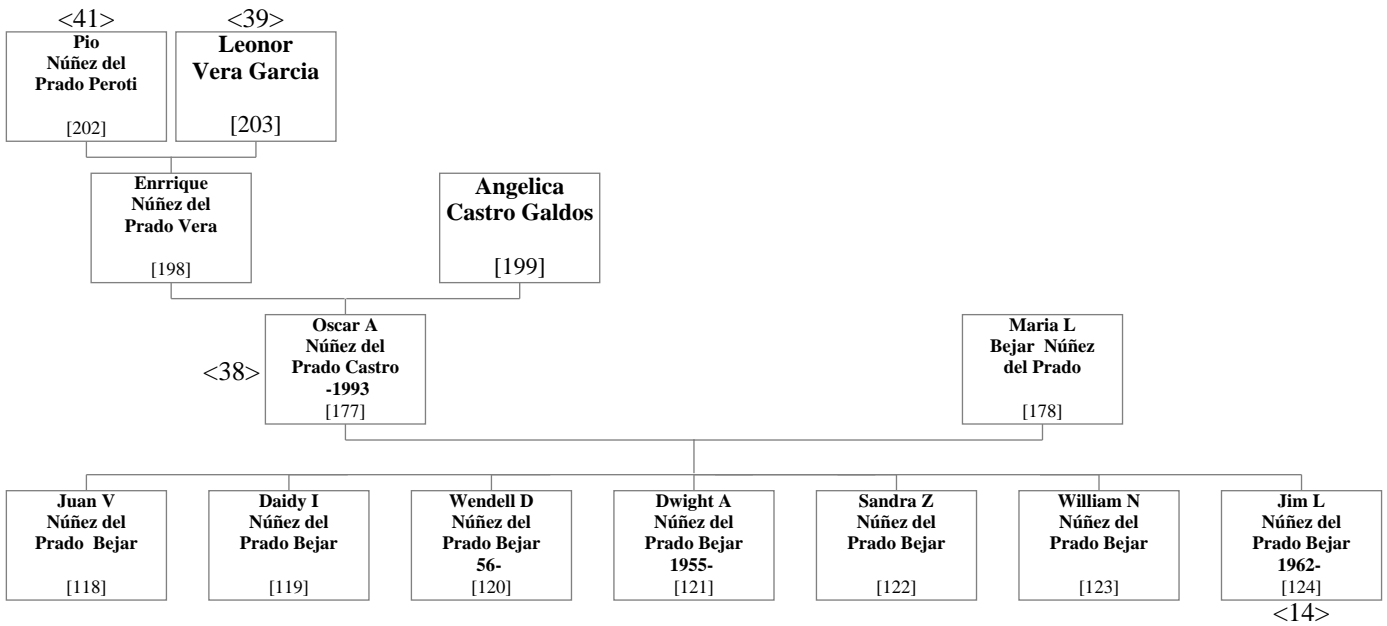 <41>
Pio
Núñez del
Prado Peroti
[202]
<39>
Leonor
Vera Garcia
[203]
Enrrique
Núñez del
Prado Vera
[198]
Angelica
Castro Galdos
[199]
<38>
Oscar A
Núñez del
Prado Castro
-1993
[177]
Maria L
Bejar  Núñez
del Prado
[178]
Juan V
Núñez del
Prado  Bejar
[118]
Daidy I
Núñez del
Prado Bejar
[119]
Wendell D
Núñez del
Prado Bejar
56-
[120]
Dwight A
Núñez del
Prado Bejar
1955-
[121]
Sandra Z
Núñez del
Prado Bejar
[122]
William N
Núñez del
Prado Bejar
[123]
Jim L
Núñez del
Prado Bejar
1962-
[124]
<14>